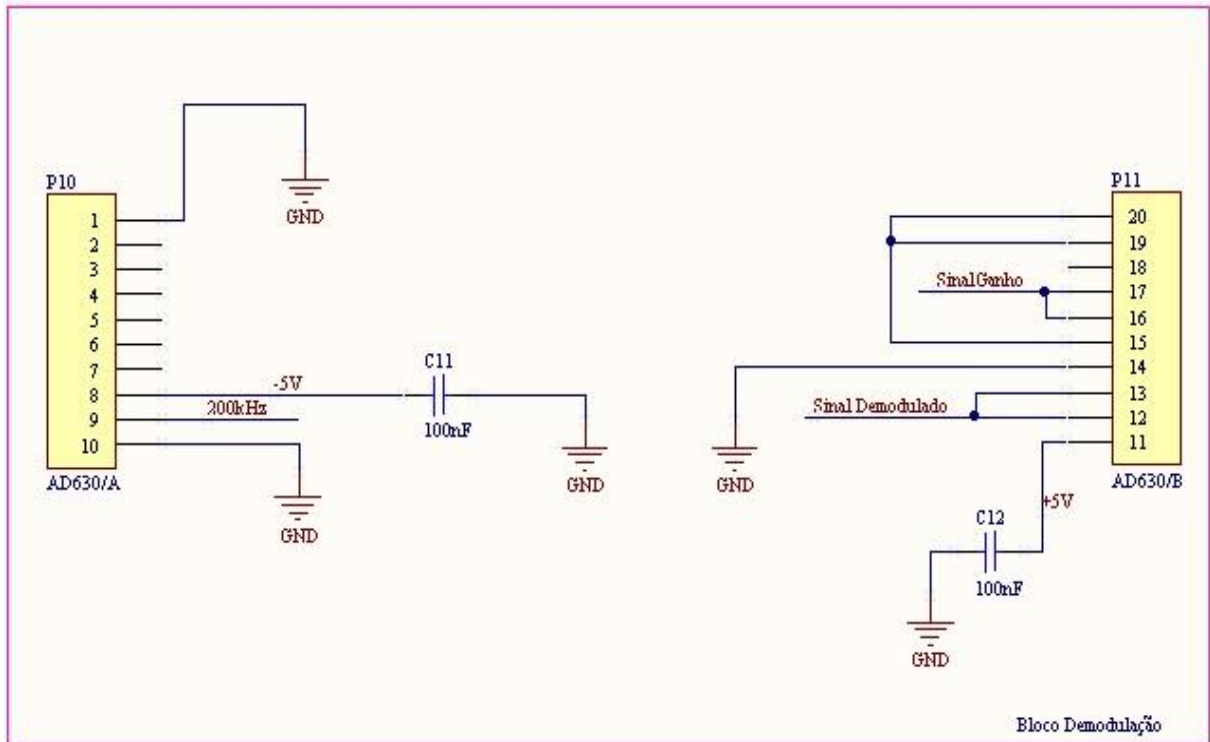 P10
1
2
3
4
5
6
7
8
9
10
AD630/A
GND
-5V
200kHz
C11
100nF
GND
GND
P11
20
19
18
17
16
15
14
13
12
11
AD630/B
SinalGanho
Sinal Demodulado
GND
+5V
C12
100nF
GND
Bloco Demodulação